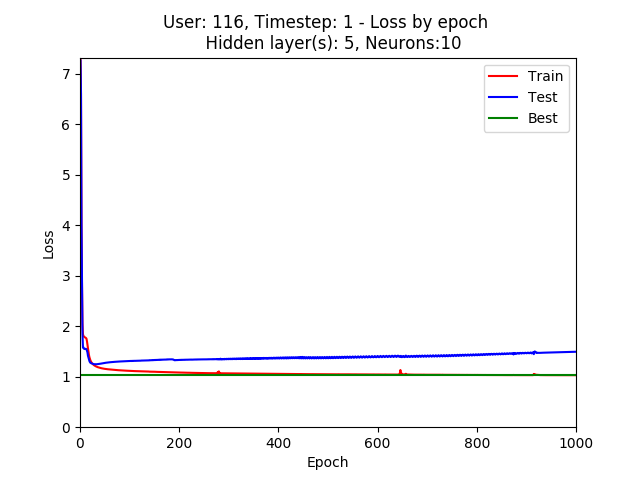 User: 116, Timestep: 1 - Loss by epoch
Hidden layer(s): 5, Neurons:10
Train
Test
Best
7
6
5
4
3
2
1
0
Loss
0
200
400
600
800
1000
Epoch